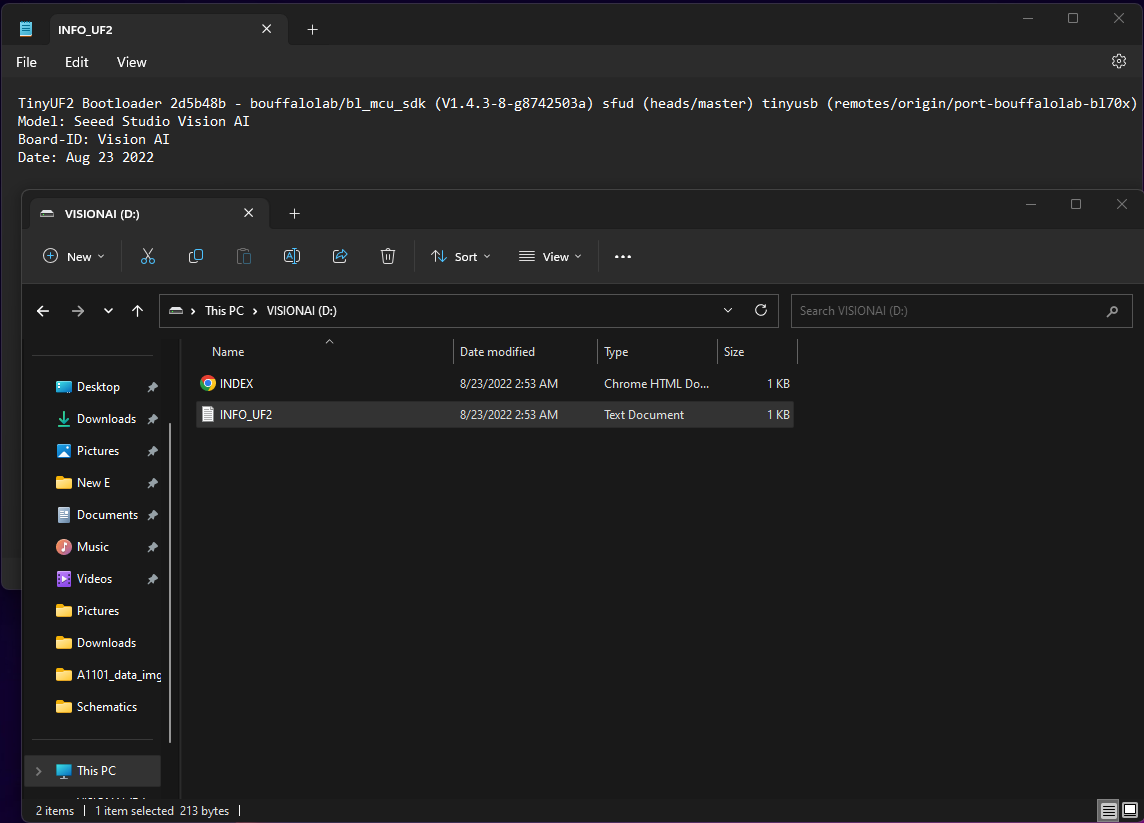 INFO_UF2
File Edit View
TinyUF2 Bootloader 2d5b48b - bouffalolab/bl_mcu_sdk (V1.4.3-8-g8742503a) sfud (heads/master) tinyusb (remotes/origin/port-bouffalolab-bl70x)
Model: Seeed Studio Vision AI
Board-ID: Vision AI
Date: Aug 23 2022
VISIONAI (D:)
New Sort View
This PC VISIONAI (D:) Search VISIONAI (D:)
Name Date modified Type Size
INDEX 8/23/2022 2:53 AM Chrome HTML Do... 1 KB
INFO_UF2 8/23/2022 2:53 AM Text Document 1 KB
Desktop
Downloads
Pictures
New E
Documents
Music
Videos
Pictures
Downloads
A1101_data_img
Schematics
This PC
2 items 1 item selected 213 bytes